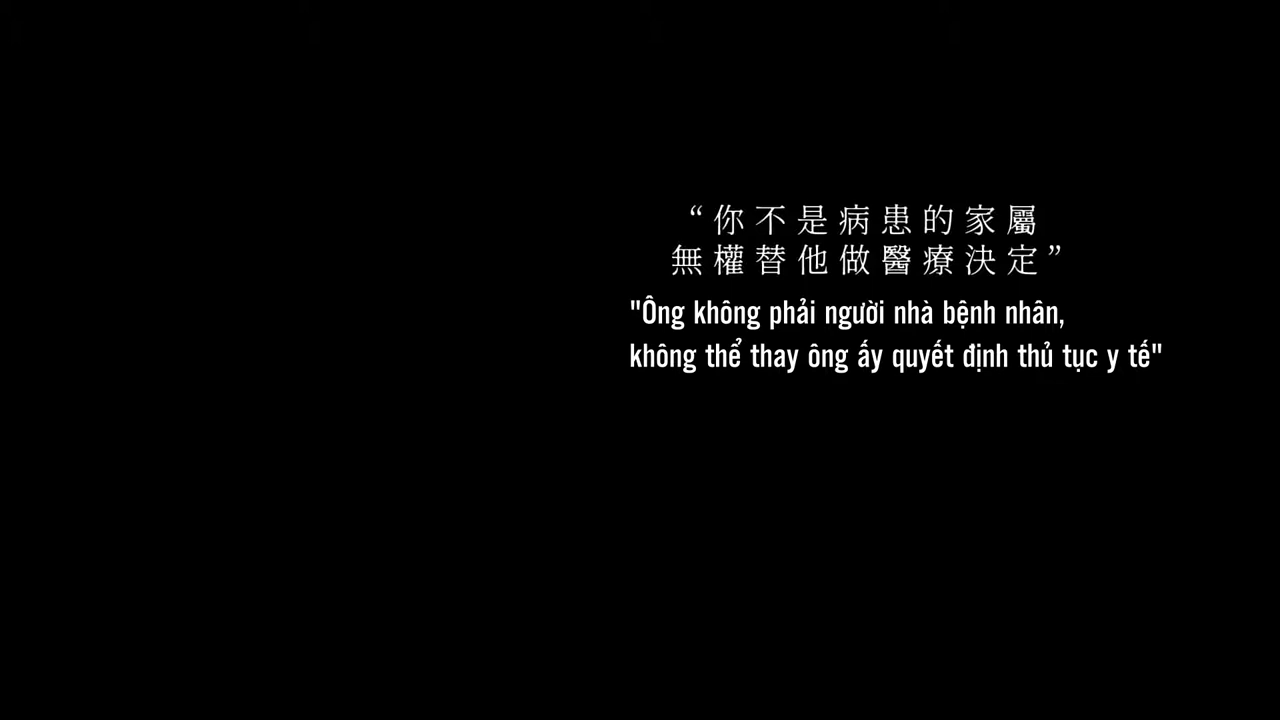 “你不是病患的家屬
無權替他做醫療決定”
"Ông không phải người nhà bệnh nhân,
không thể thay ông ấy quyết định thủ tục y tế"